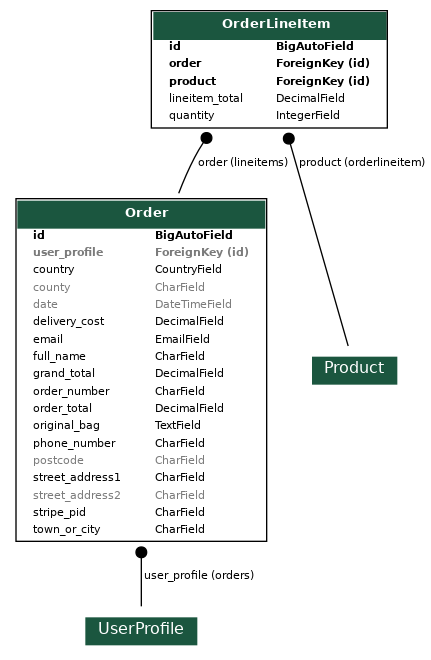 OrderLineItem
id BigAutoField
order ForeignKey (id)
product ForeignKey (id)
lineitem_total DecimalField
quantity IntegerField
order (lineitems)
product (orderlineitem)
Order
id BigAutoField
user_profile ForeignKey (id)
country CountryField
county CharField
date DateTimeField
delivery_cost DecimalField
email EmailField
full_name CharField
grand_total DecimalField
order_number CharField
order_total DecimalField
original_bag TextField
phone_number CharField
postcode CharField
street_address1 CharField
street_address2 CharField
stripe_pid CharField
town_or_city CharField
Product
user_profile (orders)
UserProfile